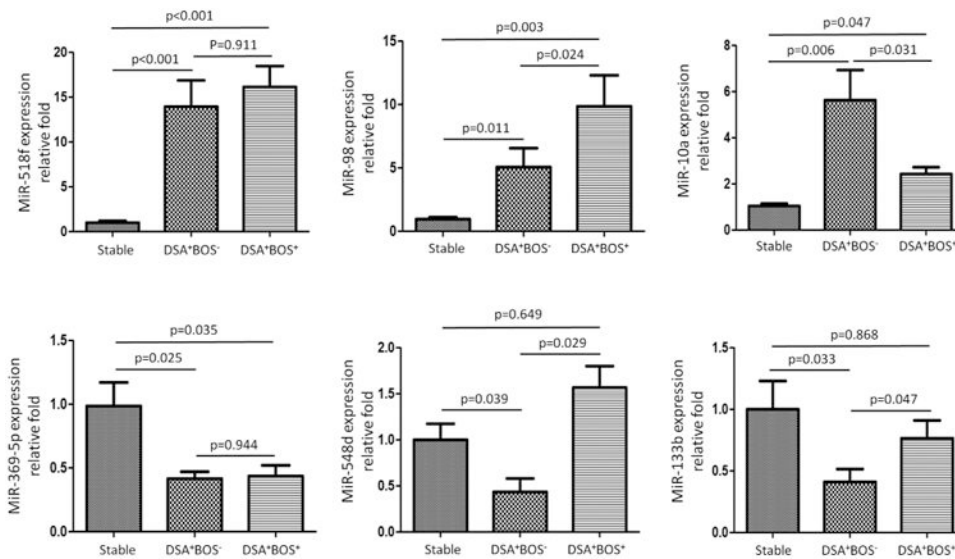 p<0.001
p<0.001
P=0.911
MiR-518f expression
relative fold
20
15
10
5
0
Stable
DSA⁺BOS⁻
DSA⁺BOS⁺
p=0.003
p=0.024
p=0.011
MiR-98 expression
relative fold
15
10
5
0
Stable
DSA⁺BOS⁻
DSA⁺BOS⁺
p=0.047
p=0.006
p=0.031
MiR-10a expression
relative fold
10
8
6
4
2
0
Stable
DSA⁺BOS⁻
DSA⁺BOS⁺
p=0.035
p=0.025
p=0.944
MiR-369-5p expression
relative fold
1.5
1.0
0.5
0.0
Stable
DSA⁺BOS⁻
DSA⁺BOS⁺
p=0.649
p=0.029
p=0.039
MiR-548d expression
relative fold
2.0
1.5
1.0
0.5
0.0
Stable
DSA⁺BOS⁻
DSA⁺BOS⁺
p=0.868
p=0.033
p=0.047
MiR-133b expression
relative fold
1.5
1.0
0.5
0.0
Stable
DSA⁺BOS⁻
DSA⁺BOS⁺